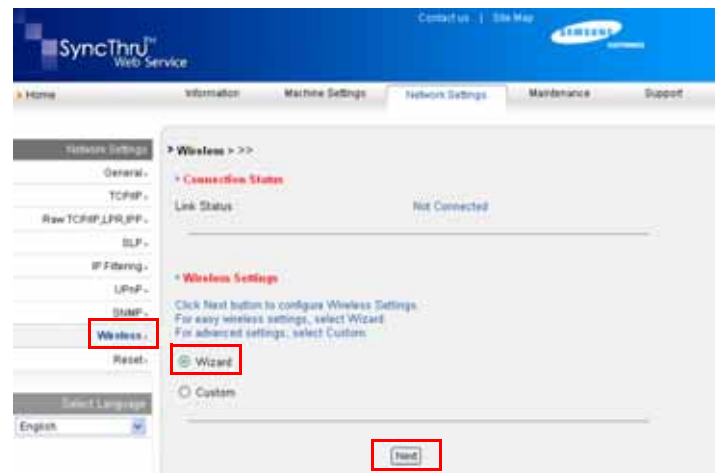 Contact us | Site Map
SAMSUNG
ELECTRONICS
SyncThru™
Web Service
Home
Information
Machine Settings
Network Settings
Maintenance
Support
Network Settings
General
TCP/IP
Raw TCP/IP,LPR,IPP
SLP
IP Filtering
UPnP
SNMP
Wireless
Reset
Select Language
English
Wireless > >>
Connection Status
Link Status Not Connected
Wireless Settings
Click Next button to configure Wireless Settings.
For easy wireless settings, select Wizard.
For advanced settings, select Custom.
Wizard
Custom
Next